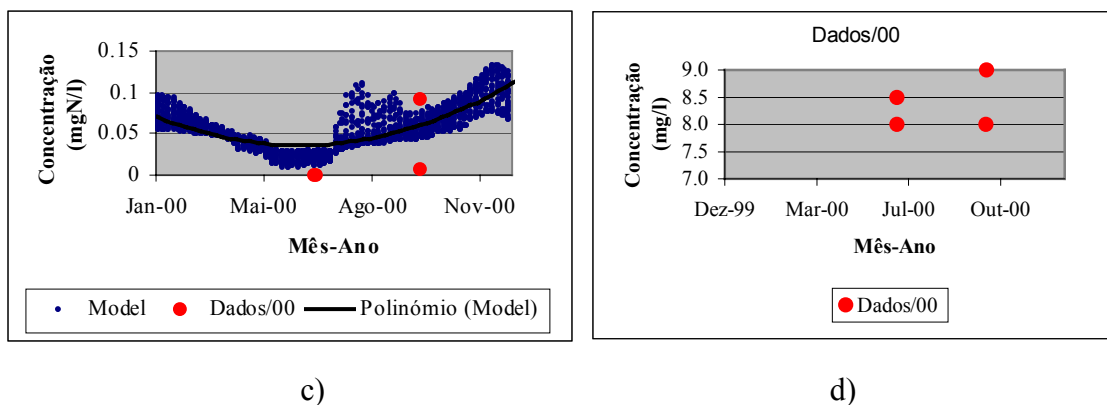 Concentração
(mgN/l)
0.15
0.1
0.05
0
Jan-00 Mai-00 Ago-00 Nov-00
Mês-Ano
Model Dados/00 Polinómio (Model)
c)
Dados/00
Concentração
(mg/l)
9.0
8.5
8.0
7.5
7.0
Dez-99 Mar-00 Jul-00 Out-00
Mês-Ano
Dados/00
d)